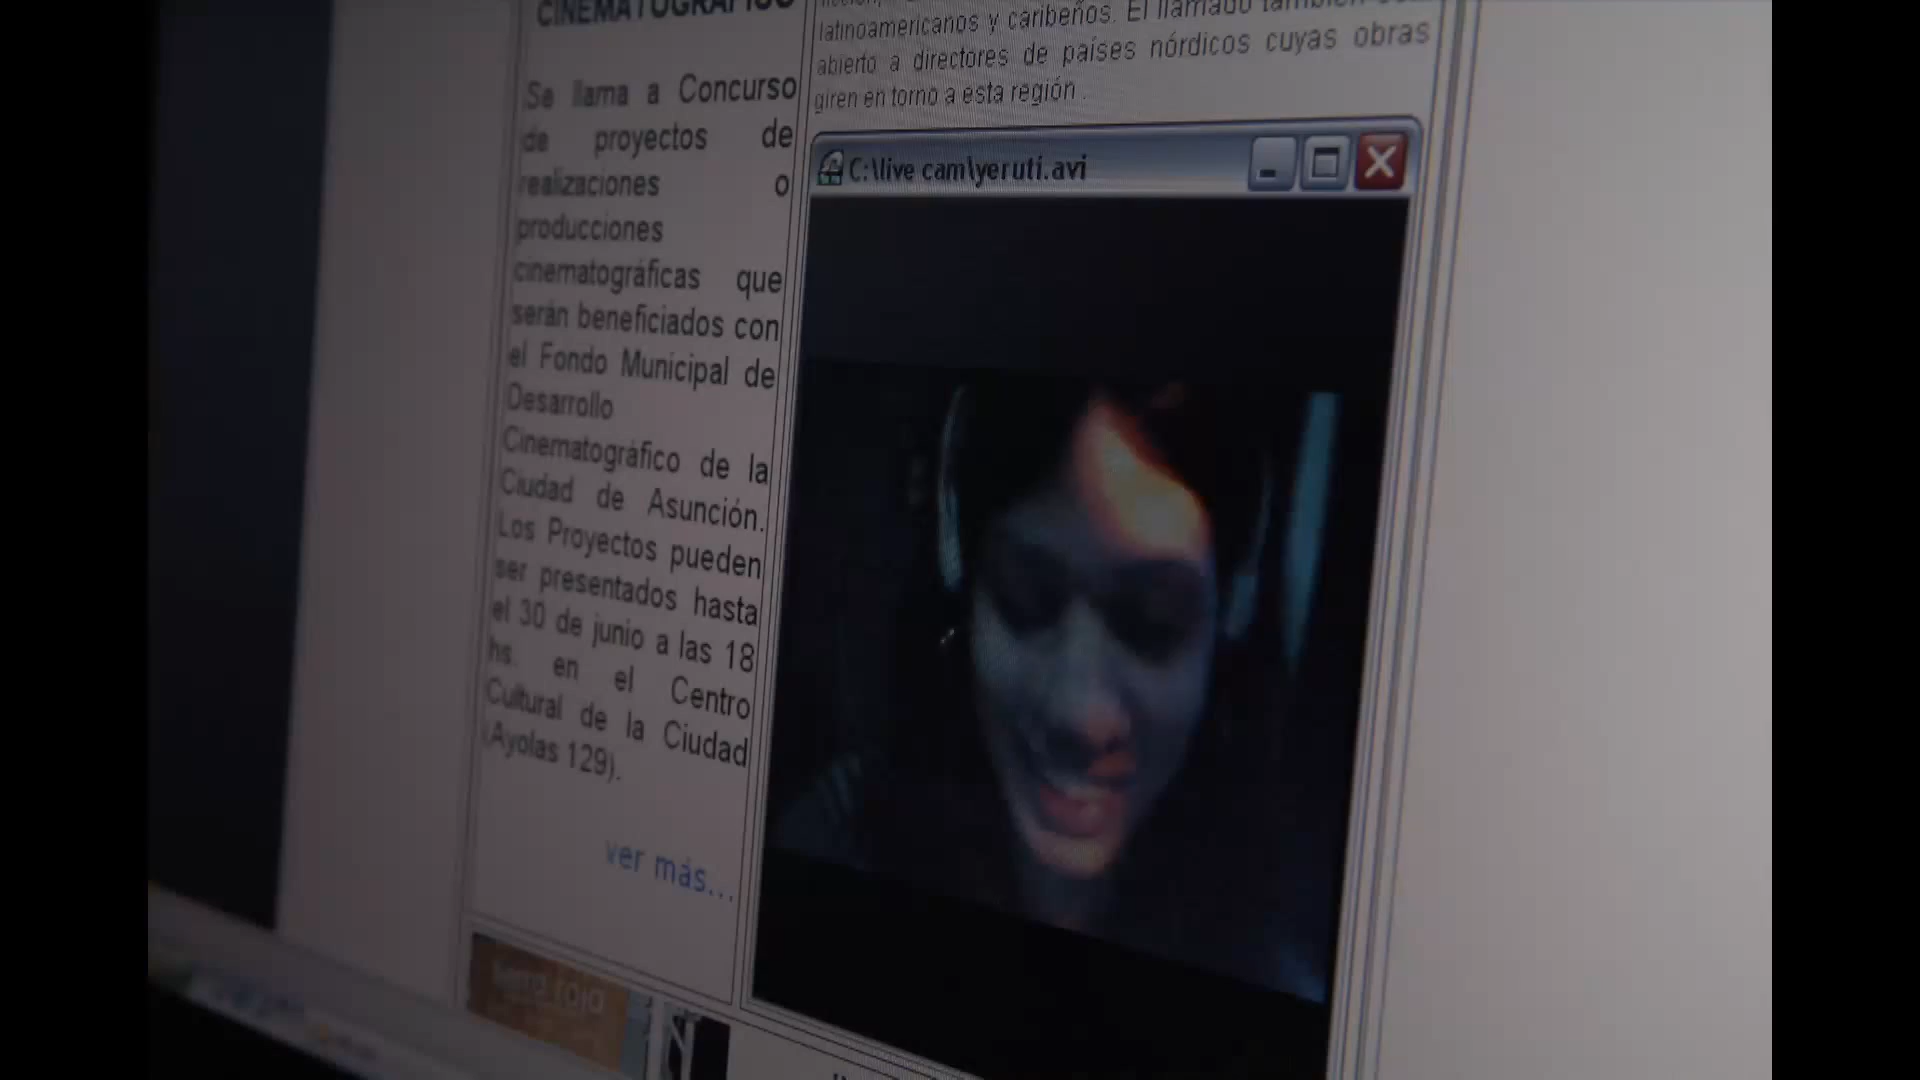 CINEMATOGRÁFICO
Se llama a Concurso
de proyectos de
realizaciones o
producciones
cinematográficas que
serán beneficiados con
el Fondo Municipal de
Desarrollo
Cinematográfico de la
Ciudad de Asunción.
Los Proyectos pueden
ser presentados hasta
el 30 de junio a las 18
hs. en el Centro
Cultural de la Ciudad
(Ayolas 129).
ver más...
latinoamericanos y caribeños. El llamado también
abierto a directores de países nórdicos cuyas obras
giren en torno a esta región .
C:\live cam\yeruti.avi